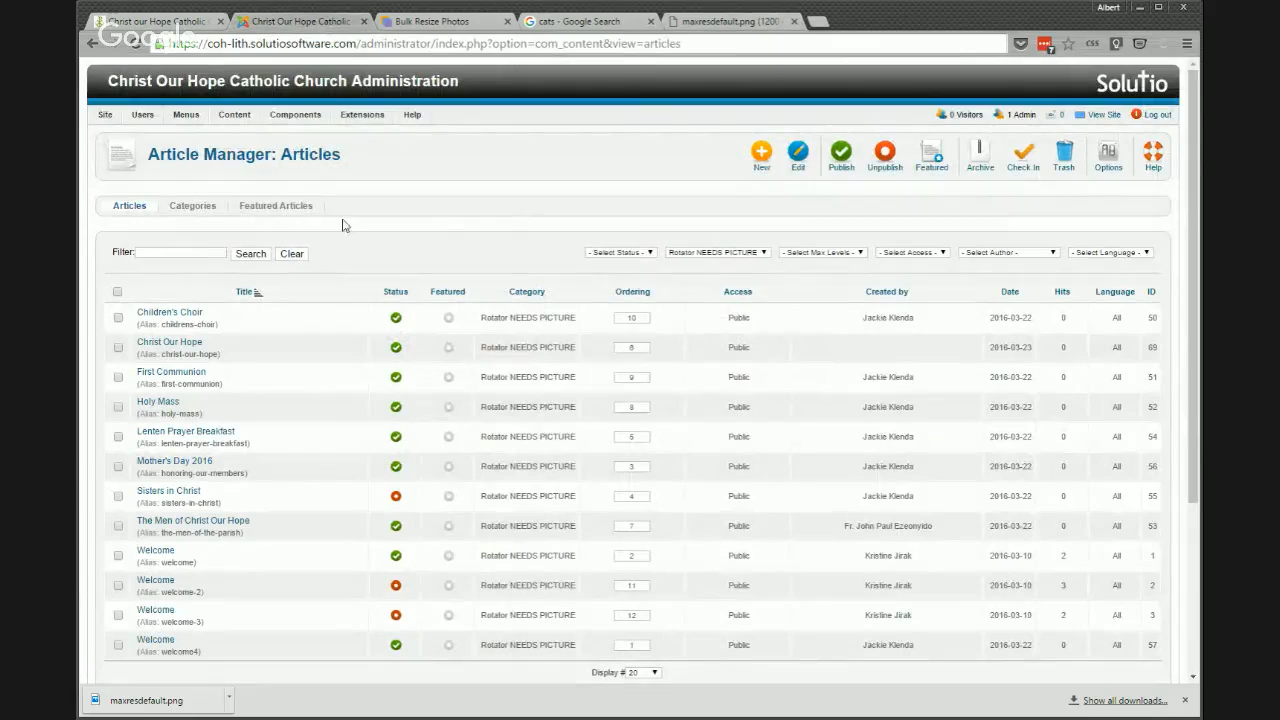 Albert
Christ our Hope Catholic
Christ Our Hope Catholic
Bulk Resize Photos
cats - Google Search
maxresdefault.png (1200
Google
https://coh-lith.solutiosoftware.com/administrator/index.php?option=com_content&view=articles
CSS
7
Christ Our Hope Catholic Church Administration
Solutio
Site Users Menus Content Components Extensions Help
0 Visitors 1 Admin 0 View Site Log out
Article Manager: Articles
New Edit Publish Unpublish Featured Archive Check In Trash Options Help
Articles Categories Featured Articles
Filter: Search Clear - Select Status - Rotator NEEDS PICTURE - Select Max Levels - - Select Access - - Select Author - - Select Language -
Title Status Featured Category Ordering Access Created by Date Hits Language ID
Children's Choir
(Alias: childrens-choir)
Rotator NEEDS PICTURE 10 Public Jackie Klenda 2016-03-22 0 All 50
Christ Our Hope
(Alias: christ-our-hope)
Rotator NEEDS PICTURE 6 Public 2016-03-23 0 All 69
First Communion
(Alias: first-communion)
Rotator NEEDS PICTURE 9 Public Jackie Klenda 2016-03-22 0 All 51
Holy Mass
(Alias: holy-mass)
Rotator NEEDS PICTURE 8 Public Jackie Klenda 2016-03-22 0 All 52
Lenten Prayer Breakfast
(Alias: lenten-prayer-breakfast)
Rotator NEEDS PICTURE 5 Public Jackie Klenda 2016-03-22 0 All 54
Mother's Day 2016
(Alias: honoring-our-members)
Rotator NEEDS PICTURE 3 Public Jackie Klenda 2016-03-22 0 All 56
Sisters in Christ
(Alias: sisters-in-christ)
Rotator NEEDS PICTURE 4 Public Jackie Klenda 2016-03-22 0 All 55
The Men of Christ Our Hope
(Alias: the-men-of-the-parish)
Rotator NEEDS PICTURE 7 Public Fr. John Paul Ezeonyido 2016-03-22 0 All 53
Welcome
(Alias: welcome)
Rotator NEEDS PICTURE 2 Public Kristine Jirak 2016-03-10 2 All 1
Welcome
(Alias: welcome-2)
Rotator NEEDS PICTURE 11 Public Kristine Jirak 2016-03-10 3 All 2
Welcome
(Alias: welcome-3)
Rotator NEEDS PICTURE 12 Public Kristine Jirak 2016-03-10 2 All 3
Welcome
(Alias: welcome4)
Rotator NEEDS PICTURE 1 Public Jackie Klenda 2016-03-22 0 All 57
Display # 20
maxresdefault.png
Show all downloads...